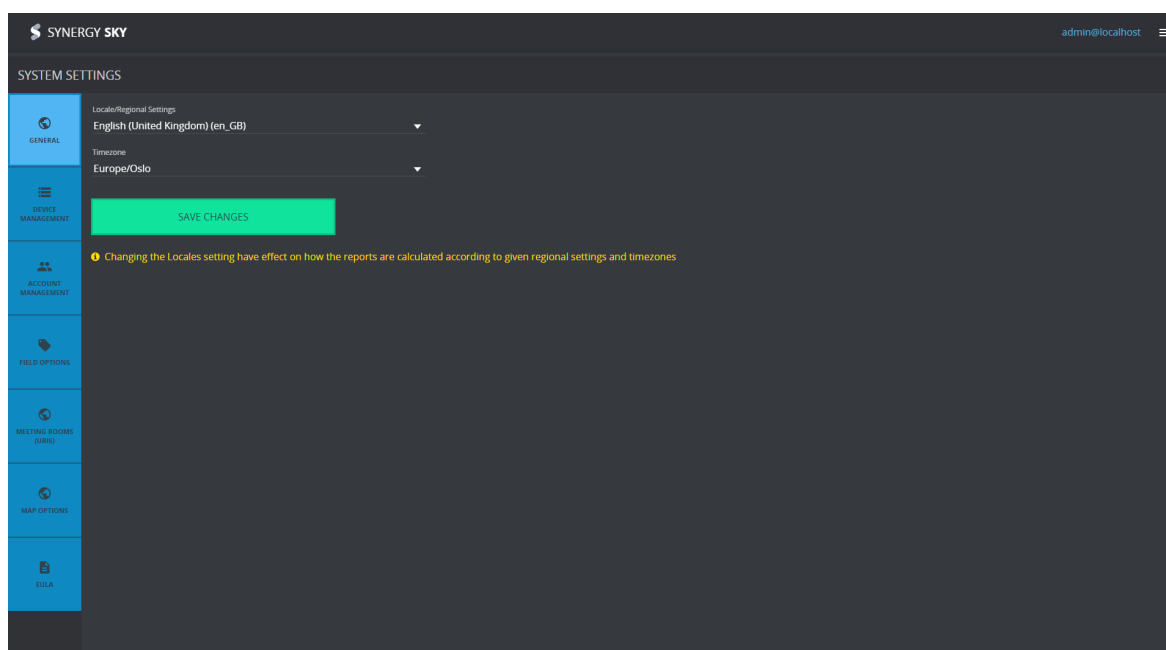 SYNERGY SKY
admin@localhost
SYSTEM SETTINGS
GENERAL
Locale/Regional Settings
English (United Kingdom) (en_GB)
Timezone
Europe/Oslo
DEVICE
MANAGEMENT
SAVE CHANGES
Changing the Locales setting have effect on how the reports are calculated according to given regional settings and timezones
ACCOUNT
MANAGEMENT
FIELD OPTIONS
MEETING ROOMS
(URIS)
MAP OPTIONS
EULA